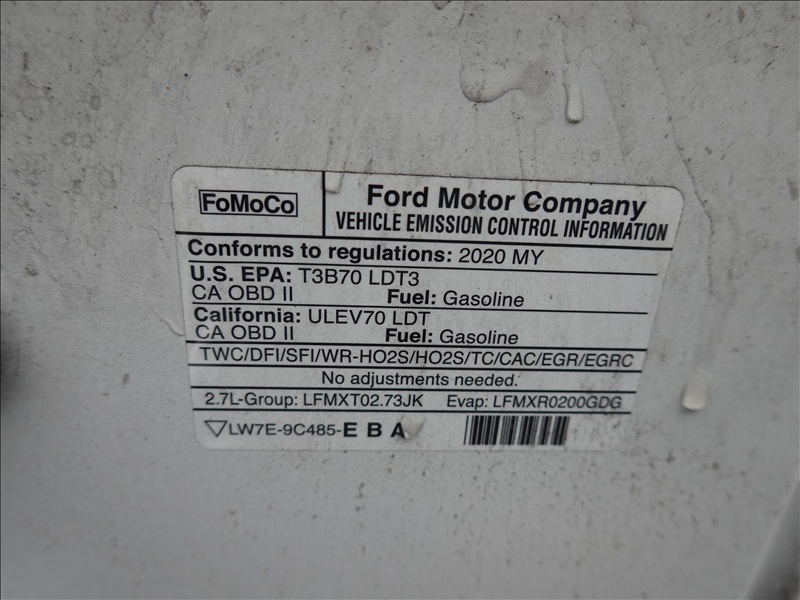 FoMoCo
Ford Motor Company
VEHICLE EMISSION CONTROL INFORMATION
Conforms to regulations: 2020 MY
U.S. EPA: T3B70 LDT3
CA OBD II Fuel: Gasoline
California: ULEV70 LDT
CA OBD II Fuel: Gasoline
TWC/DFI/SFI/WR-HO2S/HO2S/TC/CAC/EGR/EGRC
No adjustments needed.
2.7L-Group: LFMXT02.73JK Evap: LFMXR0200GDG
LW7E-9C485-E B A